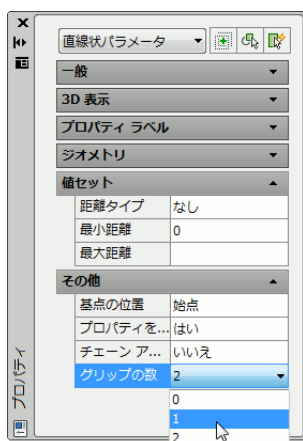 直線状パラメータ
一般
3D 表示
プロパティ ラベル
ジオメトリ
値セット
距離タイプ なし
最小距離 0
最大距離
その他
基点の位置 始点
プロパティを... はい
チェーン ア... いいえ
グリップの数 2
0
1
2
プロパティ